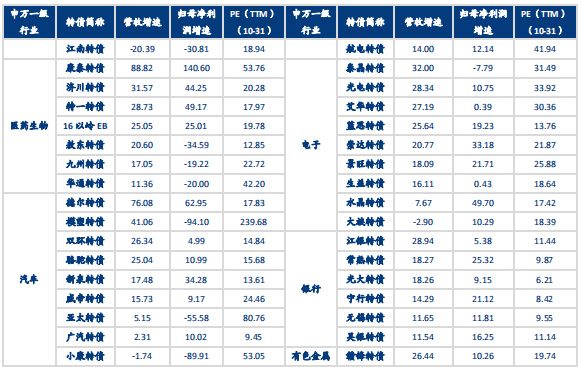 申万一级行业 转债简称 营收增速 归母净利润增速 PE（TTM）（10-31） 申万一级行业 转债简称 营收增速 归母净利润增速 PE（TTM）（10-31）
江南转债 -20.39 -30.81 18.94 航电转债 14.00 12.14 41.94
康泰转债 88.82 140.60 53.76 泰晶转债 32.00 -7.79 31.49
济川转债 31.57 44.25 20.28 光电转债 28.34 10.75 33.92
特一转债 28.73 49.17 17.97 艾华转债 27.19 0.39 30.36
医药生物 16以岭EB 25.05 25.01 19.78 蓝思转债 25.64 19.23 13.76
敖东转债 20.60 -34.59 12.85 电子 崇达转债 20.77 33.18 21.87
九州转债 17.05 -19.22 22.72 景旺转债 18.09 21.71 25.88
华通转债 11.36 -20.00 42.20 生益转债 16.11 0.43 18.64
德尔转债 76.08 62.95 17.83 水晶转债 7.67 49.70 17.42
模塑转债 41.06 -94.10 239.68 大族转债 -2.90 10.29 18.39
双环转债 26.34 4.99 14.84 江银转债 28.94 5.38 11.44
骆驼转债 25.04 10.99 15.68 常熟转债 18.27 25.32 9.87
汽车 新泉转债 17.48 34.28 13.61 银行 光大转债 18.26 9.15 6.21
威帝转债 15.73 9.17 24.46 宁行转债 14.29 21.12 8.42
亚太转债 5.15 -55.58 80.76 无锡转债 11.65 11.81 9.55
广汽转债 2.31 10.02 9.45 吴银转债 11.54 16.25 11.14
小康转债 -1.74 -89.91 53.05 有色金属 赣锋转债 26.44 10.26 19.74